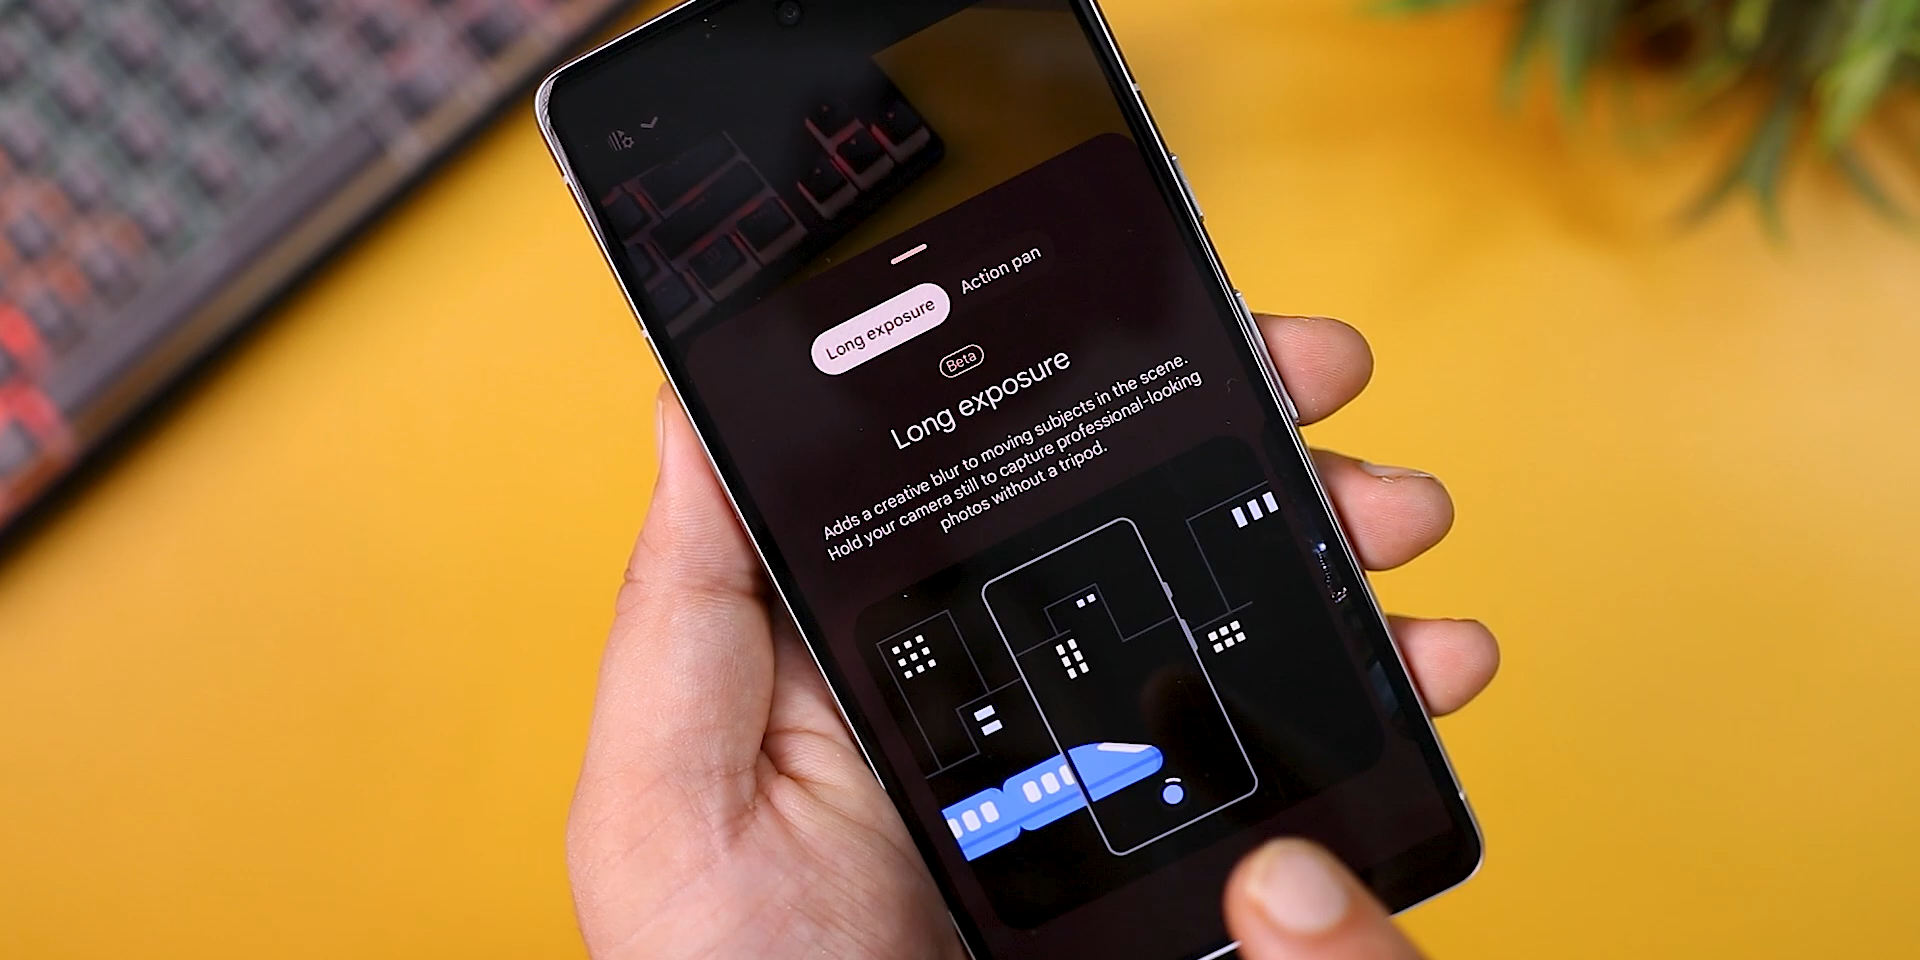 Long exposure
Action pan
Beta
Long exposure
Adds a creative blur to moving subjects in the scene.
Hold your camera still to capture professional-looking
photos without a tripod.